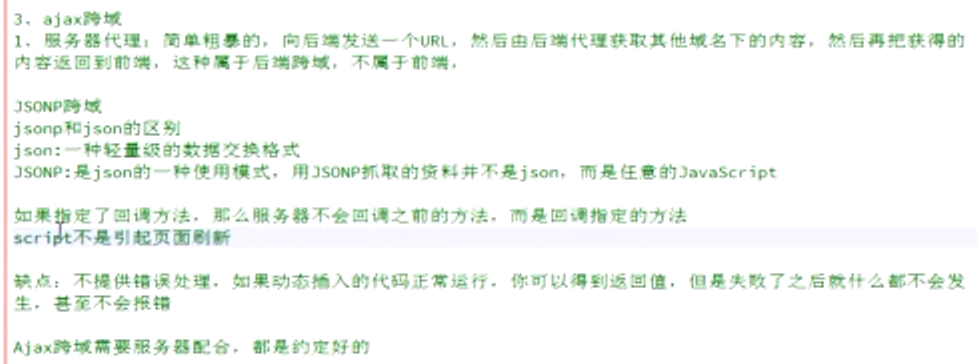 3、ajax跨域
1、服务器代理：简单粗暴的，向后端发送一个URL，然后由后端代理获取其他域名下的内容，然后再把获得的
内容返回到前端，这种属于后端跨域，不属于前端，
JSONP跨域
jsonp和json的区别
json:一种轻量级的数据交换格式
JSONP:是json的一种使用模式，用JSONP抓取的资料并不是json，而是任意的JavaScript
如果指定了回调方法，那么服务器不会回调之前的方法，而是回调指定的方法
script不是引起页面刷新
缺点：不提供错误处理，如果动态插入的代码正常运行，你可以得到返回值，但是失败了之后就什么都不会发
生，甚至不会报错
Ajax跨域需要服务器配合，都是约定好的